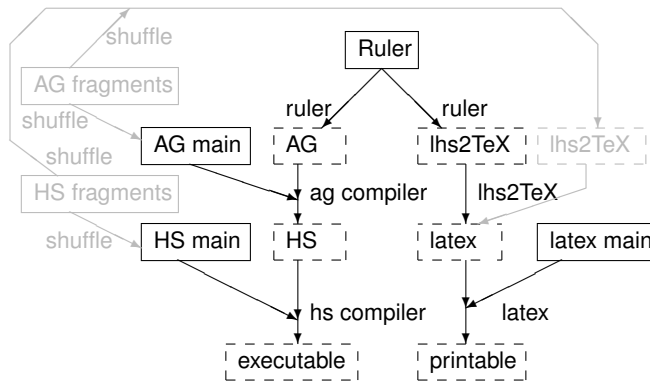 shuffle
Ruler
AG fragments
ruler
ruler
shuffle
AG main
AG
lhs2TeX
lhs2TeX
shuffle
HS fragments
ag compiler
lhs2TeX
shuffle
HS main
HS
latex
latex main
hs compiler
latex
executable
printable